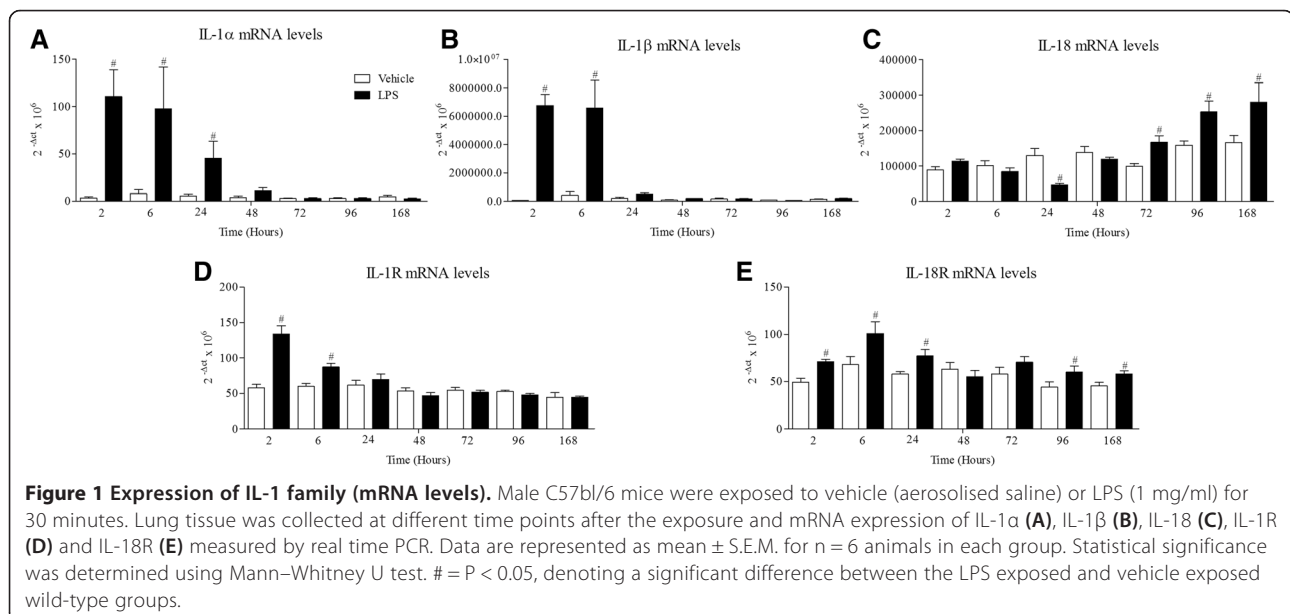 A
IL-1α mRNA levels
2 -Δct x 10^6
150
100
50
0
#
#
#
Vehicle
LPS
2 6 24 48 72 96 168
Time (Hours)
B
IL-1β mRNA levels
2 -Δct x 10^6
1.0×10^07
8000000.0
6000000.0
4000000.0
2000000.0
0.0
#
#
2 6 24 48 72 96 168
Time (Hours)
C
IL-18 mRNA levels
2 -Δct x 10^6
400000
300000
200000
100000
0
#
#
#
#
2 6 24 48 72 96 168
Time (Hours)
D
IL-1R mRNA levels
2 -Δct x 10^6
200
150
100
50
0
#
#
2 6 24 48 72 96 168
Time (Hours)
E
IL-18R mRNA levels
2 -Δct x 10^6
150
100
50
0
#
#
#
#
#
2 6 24 48 72 96 168
Time (Hours)
Figure 1 Expression of IL-1 family (mRNA levels). Male C57bl/6 mice were exposed to vehicle (aerosolised saline) or LPS (1 mg/ml) for
30 minutes. Lung tissue was collected at different time points after the exposure and mRNA expression of IL-1α (A), IL-1β (B), IL-18 (C), IL-1R
(D) and IL-18R (E) measured by real time PCR. Data are represented as mean ± S.E.M. for n = 6 animals in each group. Statistical significance
was determined using Mann–Whitney U test. # = P < 0.05, denoting a significant difference between the LPS exposed and vehicle exposed
wild-type groups.